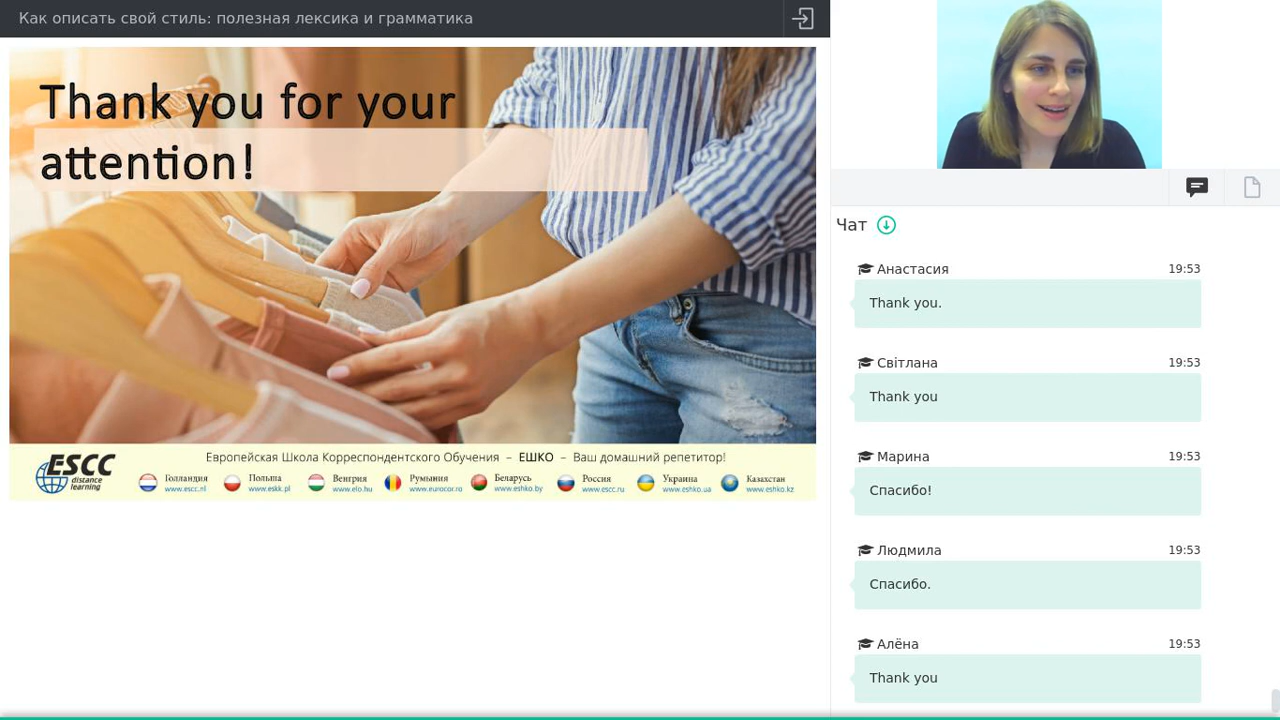 Как описать свой стиль: полезная лексика и грамматика
Thank you for your
attention!
Европейская Школа Корреспондентского Обучения – ЕШКО – Ваш домашний репетитор!
ESCC
distance
learning
Голландия
www.escc.nl
Польша
www.eskk.pl
Венгрия
www.elo.hu
Румыния
www.eurocor.ro
Беларусь
www.eshko.by
Россия
www.escc.ru
Украина
www.eshko.ua
Казахстан
www.eshko.kz
Чат
Анастасия 19:53
Thank you.
Світлана 19:53
Thank you
Марина 19:53
Спасибо!
Людмила 19:53
Спасибо.
Алёна 19:53
Thank you